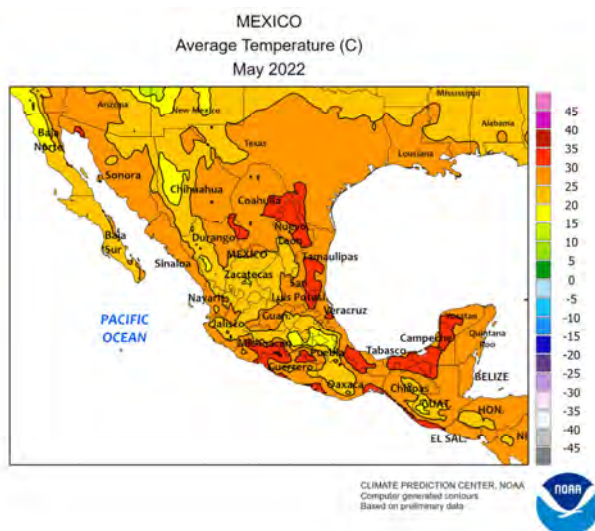 MEXICO
Average Temperature (C)
May 2022
Mississippi
Arizona
New Mexico
Alabama
Baja
Norte
Texas
Louisiana
Sonora
Chihuahua
Coahuila
Nuevo
Leon
Baja
Sur
Durango
MEXICO
Tamaulipas
Sinaloa
Zacatecas
San
Luis Potosi
Nayarit
Veracruz
Guan.
Jalisco
PACIFIC
OCEAN
Michoacan
Puebla
Tabasco
Campeche
Yucatan
Quintana
Roo
Guerrero
Oaxaca
Chiapas
BELIZE
GUAT.
HON.
EL SAL.
NI
45
40
35
30
25
20
15
10
5
0
-5
-10
-15
-20
-25
-30
-35
-40
-45
CLIMATE PREDICTION CENTER, NOAA
Computer generated contours
Based on preliminary data
NOAA